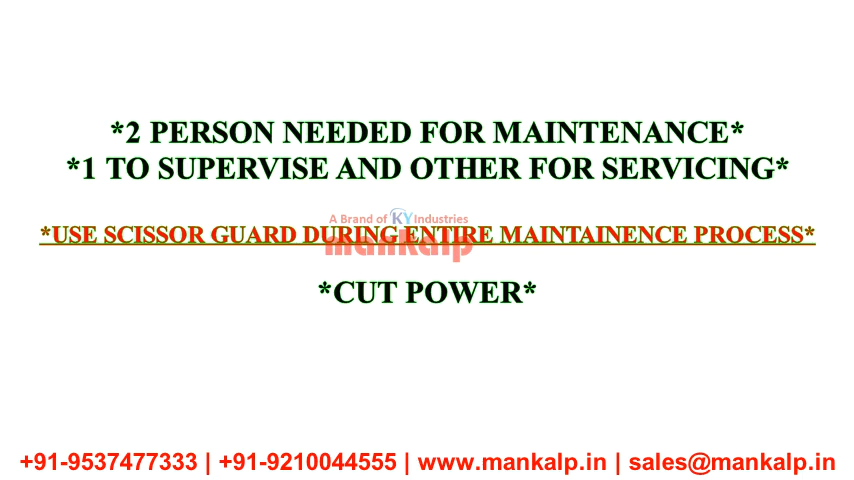 *2 PERSON NEEDED FOR MAINTENANCE*
*1 TO SUPERVISE AND OTHER FOR SERVICING*
A Brand of KY Industries
*USE SCISSOR GUARD DURING ENTIRE MAINTAINENCE PROCESS*
mankalp
*CUT POWER*
+91-9537477333 | +91-9210044555 | www.mankalp.in | sales@mankalp.in